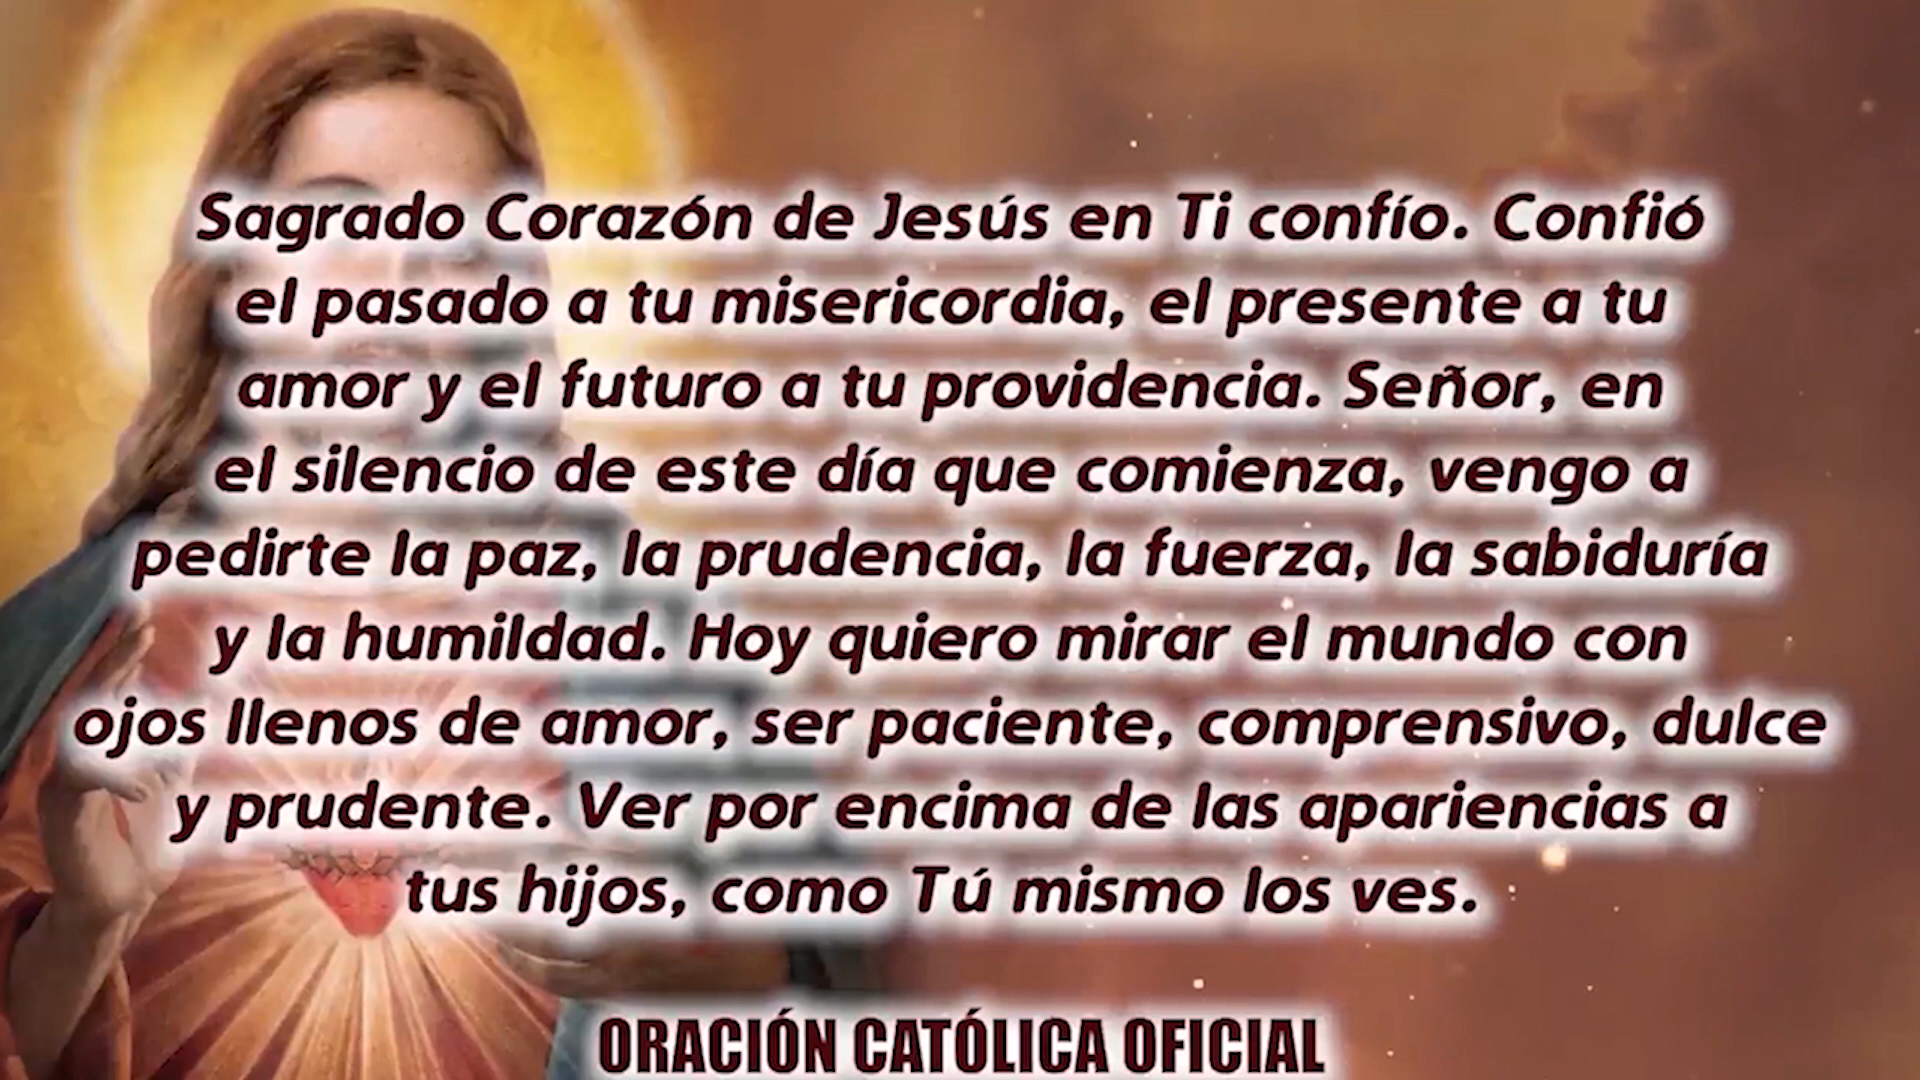 Sagrado Corazón de Jesús en Ti confío. Confió
el pasado a tu misericordia, el presente a tu
amor y el futuro a tu providencia. Señor, en
el silencio de este día que comienza, vengo a
pedirte la paz, la prudencia, la fuerza, la sabiduría
y la humildad. Hoy quiero mirar el mundo con
ojos llenos de amor, ser paciente, comprensivo, dulce
y prudente. Ver por encima de las apariencias a
tus hijos, como Tú mismo los ves.
ORACIÓN CATÓLICA OFICIAL